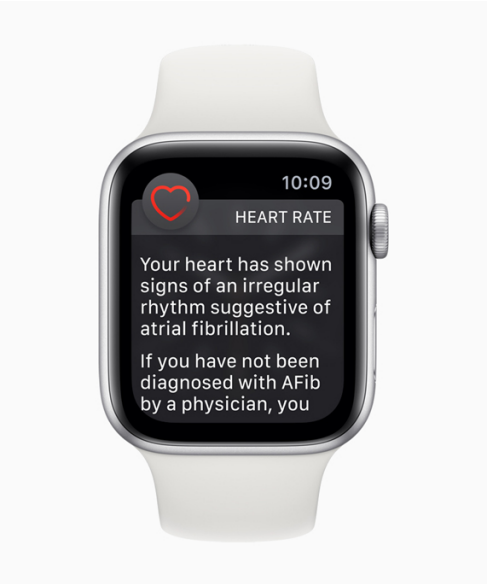 10:09
HEART RATE
Your heart has shown
signs of an irregular
rhythm suggestive of
atrial fibrillation.
If you have not been
diagnosed with AFib
by a physician, you